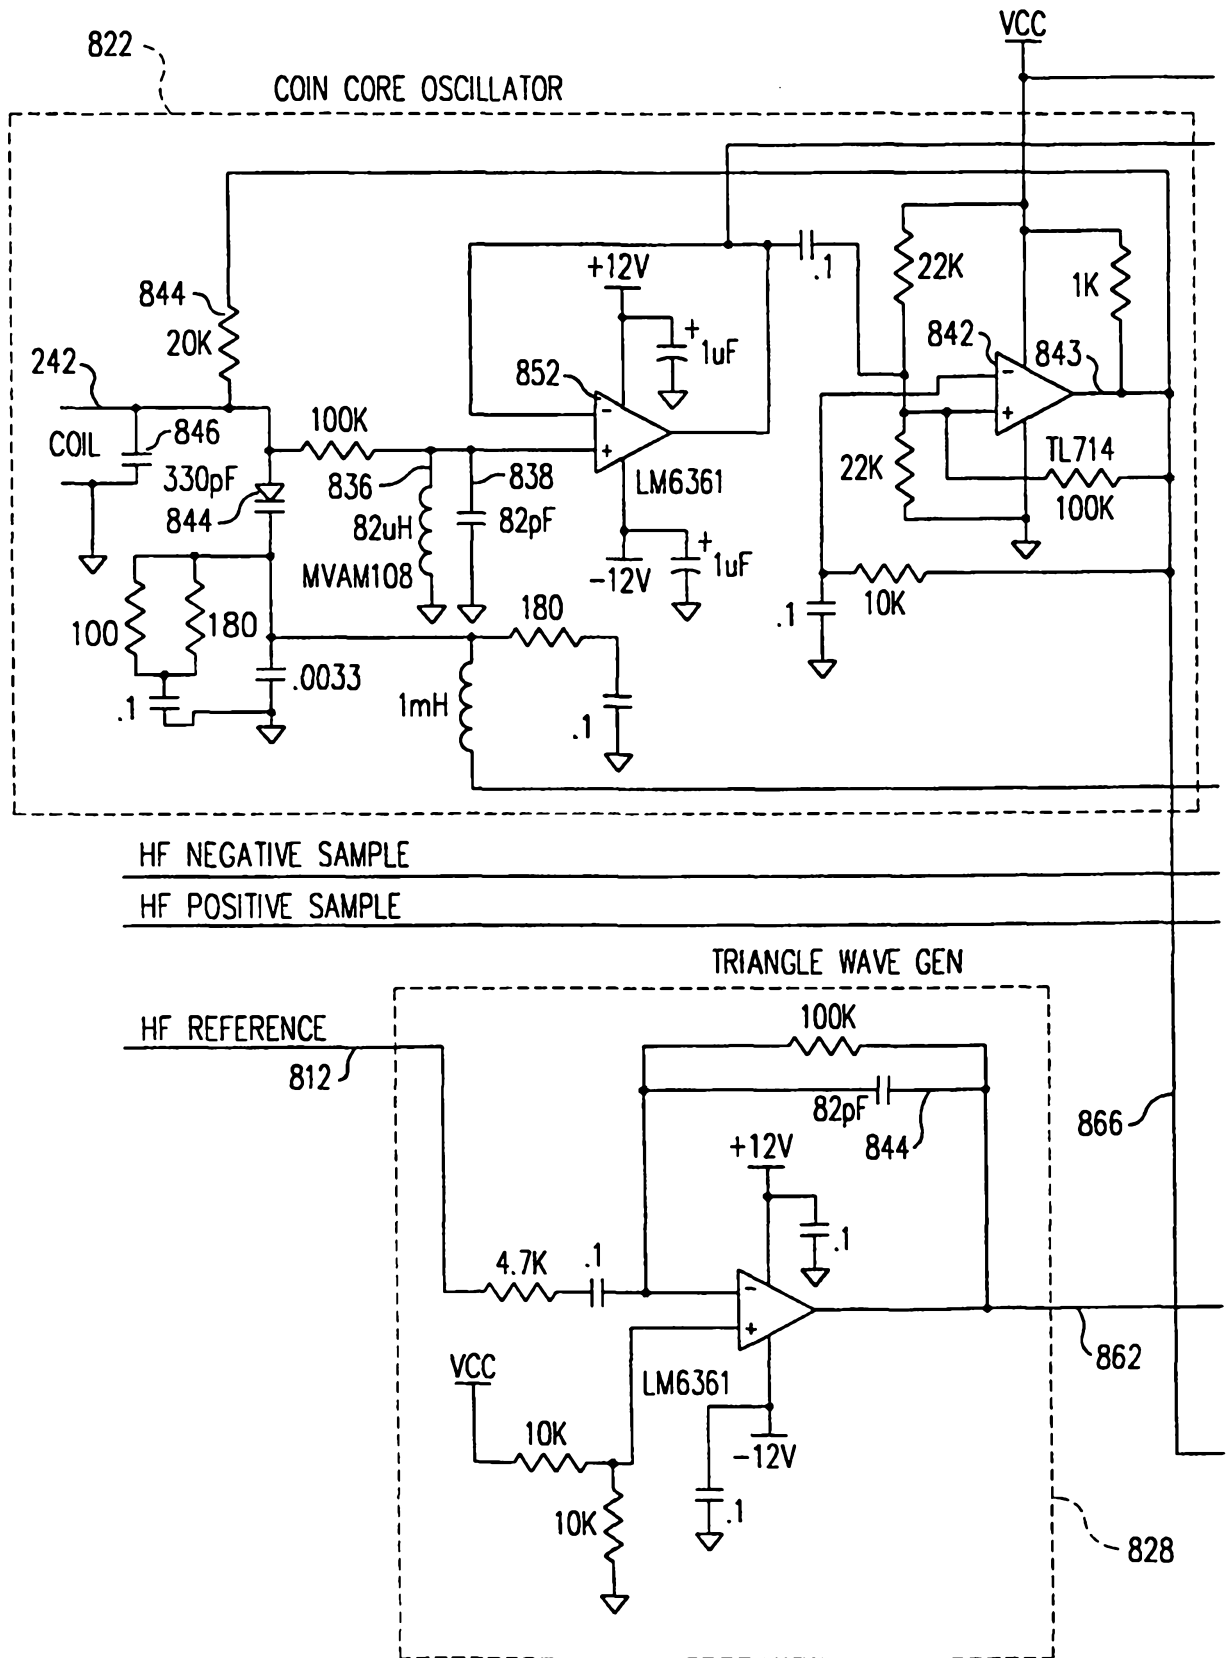 822
VCC
COIN CORE OSCILLATOR
+12V
.1
22K
1K
844
20K
842
843
+
1uF
242
852
-
+
-
+
COIL
846
100K
330pF
844
836
838
LM6361
22K
TL714
100K
82uH
82pF
MVAM108
-12V
+
1uF
10K
100
180
180
.1
.0033
.1
1mH
.1
HF NEGATIVE SAMPLE
HF POSITIVE SAMPLE
TRIANGLE WAVE GEN
HF REFERENCE
100K
812
82pF
844
866
+12V
.1
4.7K
.1
-
+
862
VCC
LM6361
10K
-12V
10K
.1
828